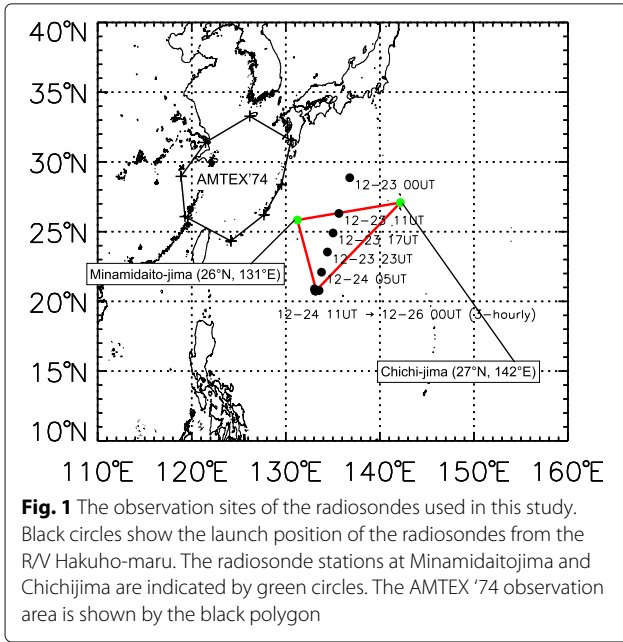 40°N
35°N
30°N
25°N
20°N
15°N
10°N
AMTEX'74
12-23 00UT
12-23 11UT
12-23 17UT
12-23 23UT
Minamidaito-jima (26°N, 131°E)
12-24 05UT
12-24 11UT → 12-26 00UT (3-hourly)
Chichi-jima (27°N, 142°E)
110°E 120°E 130°E 140°E 150°E 160°E
Fig. 1 The observation sites of the radiosondes used in this study.
Black circles show the launch position of the radiosondes from the
R/V Hakuho-maru. The radiosonde stations at Minamidaitojima and
Chichijima are indicated by green circles. The AMTEX ‘74 observation
area is shown by the black polygon